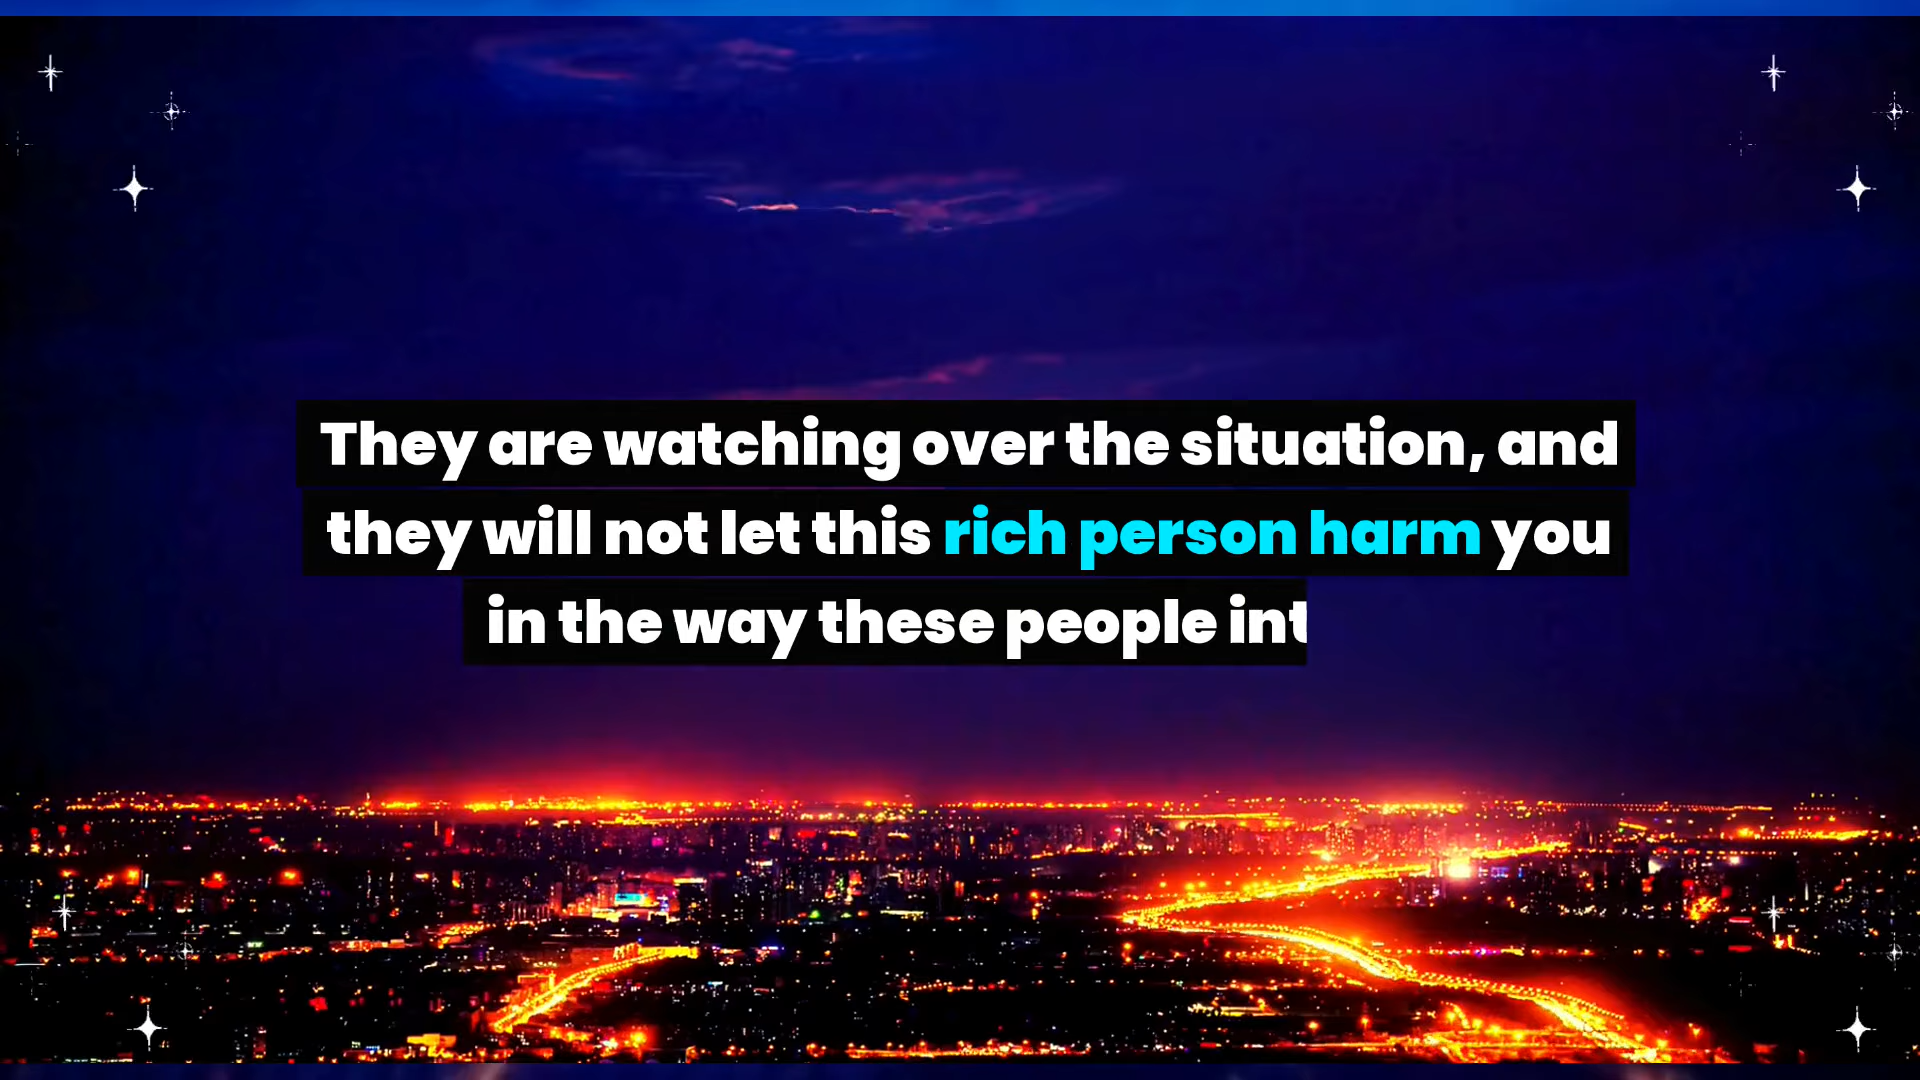 They are watching over the situation, and
they will not let this rich person harm you
in the way these people int